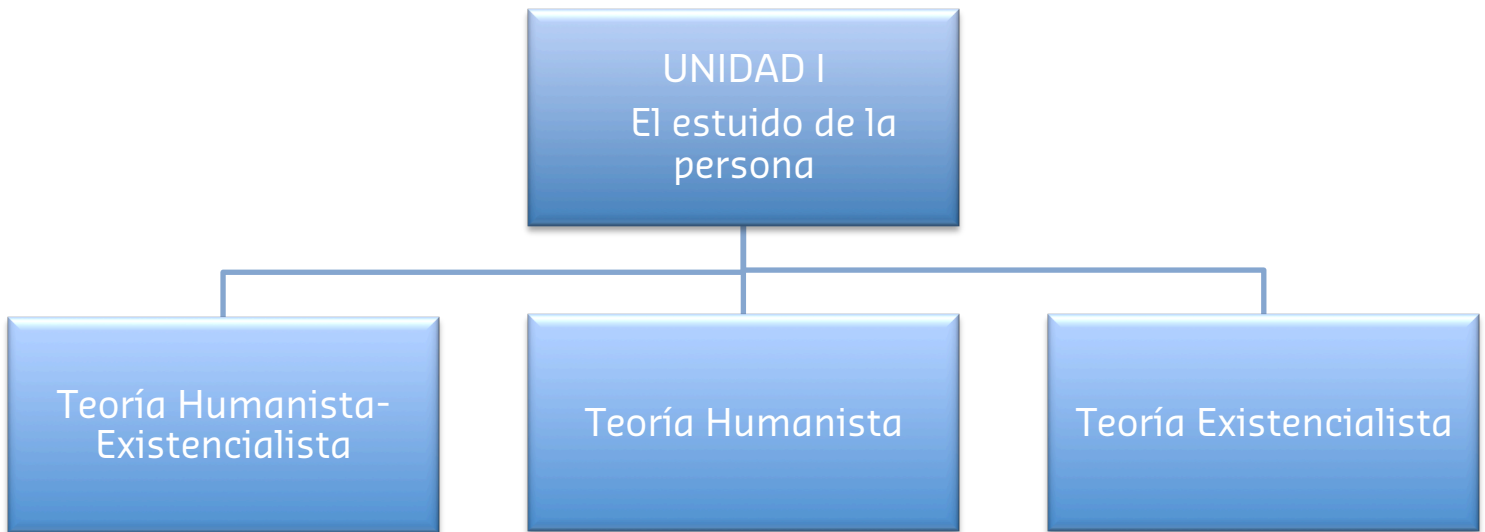 UNIDAD I
El estuido de la
persona
Teoría Humanista-
Existencialista
Teoría Humanista
Teoría Existencialista